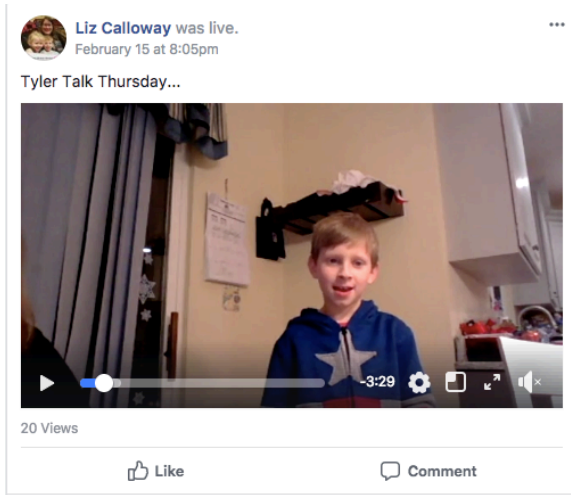 Liz Calloway was live.
February 15 at 8:05pm
Tyler Talk Thursday...
-3:29
20 Views
Like
Comment